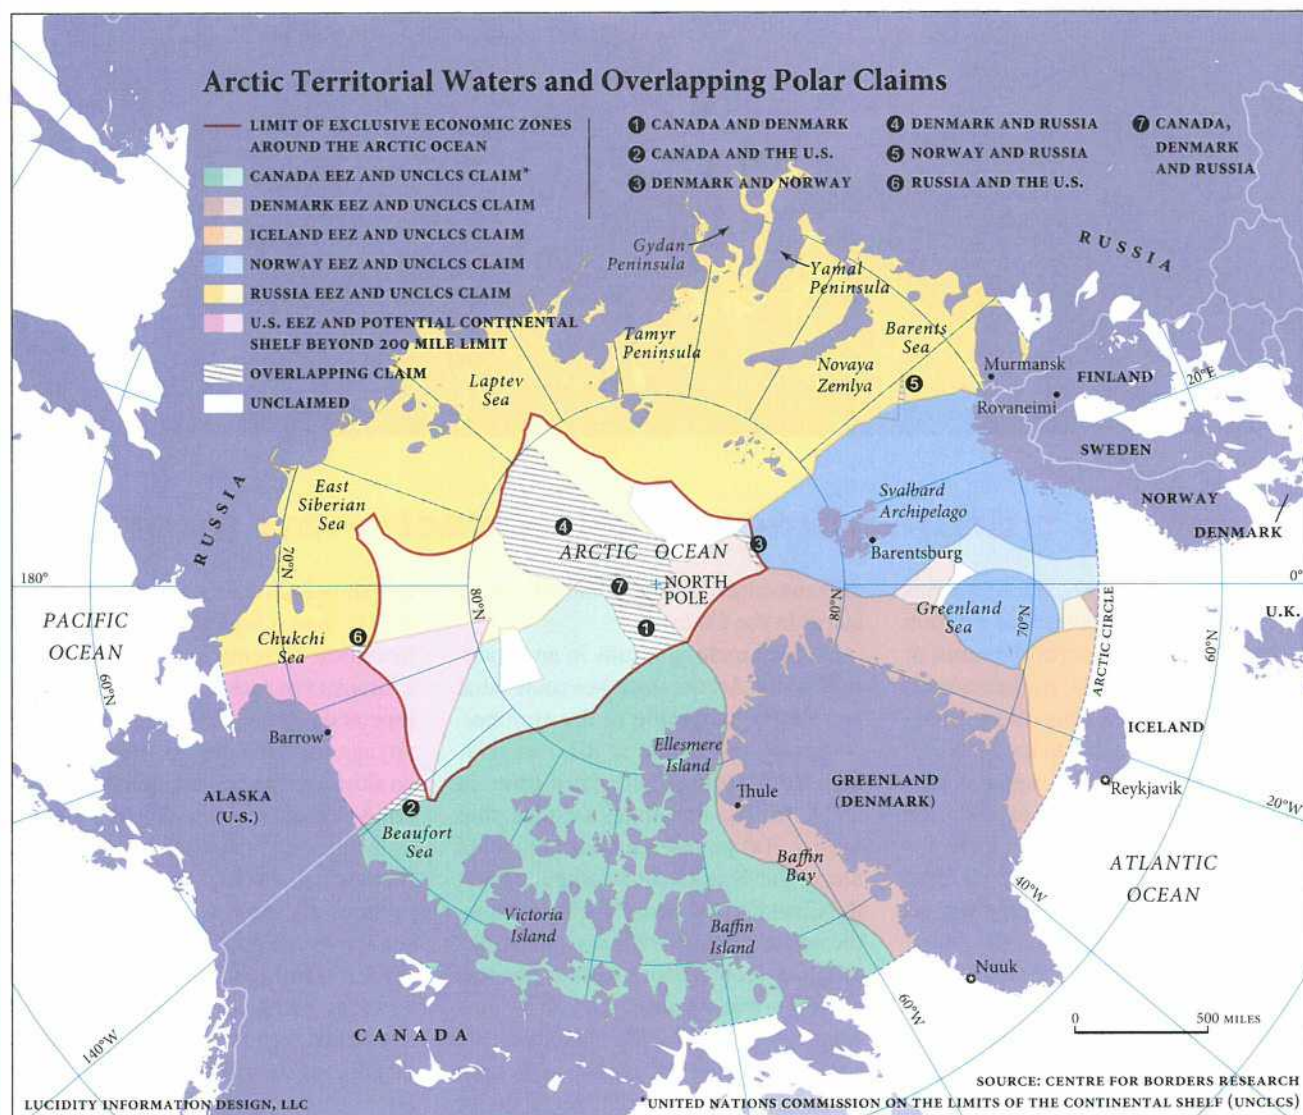 Arctic Territorial Waters and Overlapping Polar Claims
LIMIT OF EXCLUSIVE ECONOMIC ZONES
AROUND THE ARCTIC OCEAN
CANADA EEZ AND UNCLCS CLAIM*
DENMARK EEZ AND UNCLCS CLAIM
ICELAND EEZ AND UNCLCS CLAIM
NORWAY EEZ AND UNCLCS CLAIM
RUSSIA EEZ AND UNCLCS CLAIM
U.S. EEZ AND POTENTIAL CONTINENTAL
SHELF BEYOND 200 MILE LIMIT
OVERLAPPING CLAIM
UNCLAIMED
1 CANADA AND DENMARK
2 CANADA AND THE U.S.
3 DENMARK AND NORWAY
4 DENMARK AND RUSSIA
5 NORWAY AND RUSSIA
6 RUSSIA AND THE U.S.
7 CANADA,
DENMARK
AND RUSSIA
RUSSIA
Gydan
Peninsula
Yamal
Peninsula
Tamyr
Peninsula
Barents
Sea
Novaya
Zemlya
5
Murmansk
FINLAND
20°E
Rovaneimi
Laptev
Sea
SWEDEN
NORWAY
DENMARK
East
Siberian
Sea
RUSSIA
70°N
Svalbard
Archipelago
Barentsburg
4
ARCTIC OCEAN
3
7
NORTH
POLE
1
180°
0°
80°N
80°N
Greenland
Sea
70°N
ARCTIC CIRCLE
60°N
U.K.
PACIFIC
OCEAN
60°N
Chukchi
Sea
6
Barrow
ALASKA
(U.S.)
2
Beaufort
Sea
Ellesmere
Island
Thule
GREENLAND
(DENMARK)
ICELAND
Reykjavik
20°W
Baffin
Bay
ATLANTIC
OCEAN
40°W
Victoria
Island
Baffin
Island
Nuuk
60°W
0 500 MILES
140°W
CANADA
SOURCE: CENTRE FOR BORDERS RESEARCH
LUCIDITY INFORMATION DESIGN, LLC
*UNITED NATIONS COMMISSION ON THE LIMITS OF THE CONTINENTAL SHELF (UNCLCS)